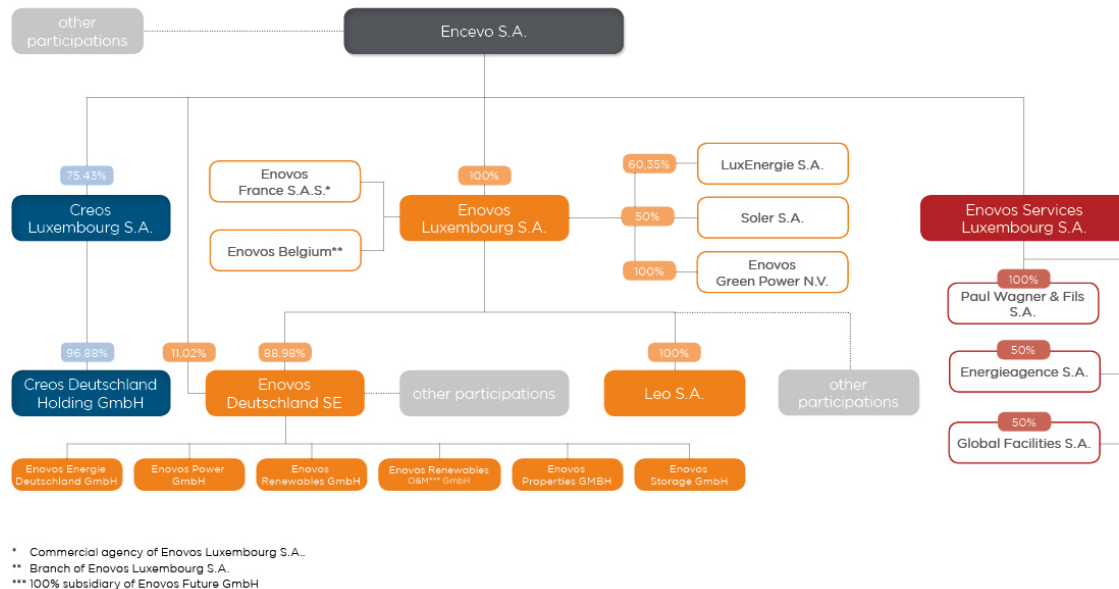 other
participations
Encevo S.A.
75.43%
Creos
Luxembourg S.A.
Enovos
France S.A.S.*
Enovos Belgium**
100%
Enovos
Luxembourg S.A.
60,35%
LuxEnergie S.A.
50%
Soler S.A.
100%
Enovos
Green Power N.V.
Enovos Services
Luxembourg S.A.
100%
Paul Wagner & Fils
S.A.
50%
Energieagence S.A.
50%
Global Facilities S.A.
96.88%
Creos Deutschland
Holding GmbH
11.02%
88.98%
Enovos
Deutschland SE
other participations
100%
Leo S.A.
other
participations
Enovos Energie
Deutschland GmbH
Enovos Power
GmbH
Enovos
Renewables GmbH
Enovos Renewables
O&M*** GmbH
Enovos
Properties GMBH
Enovos
Storage GmbH
* Commercial agency of Enovos Luxembourg S.A..
** Branch of Enovos Luxembourg S.A.
*** 100% subsidiary of Enovos Future GmbH